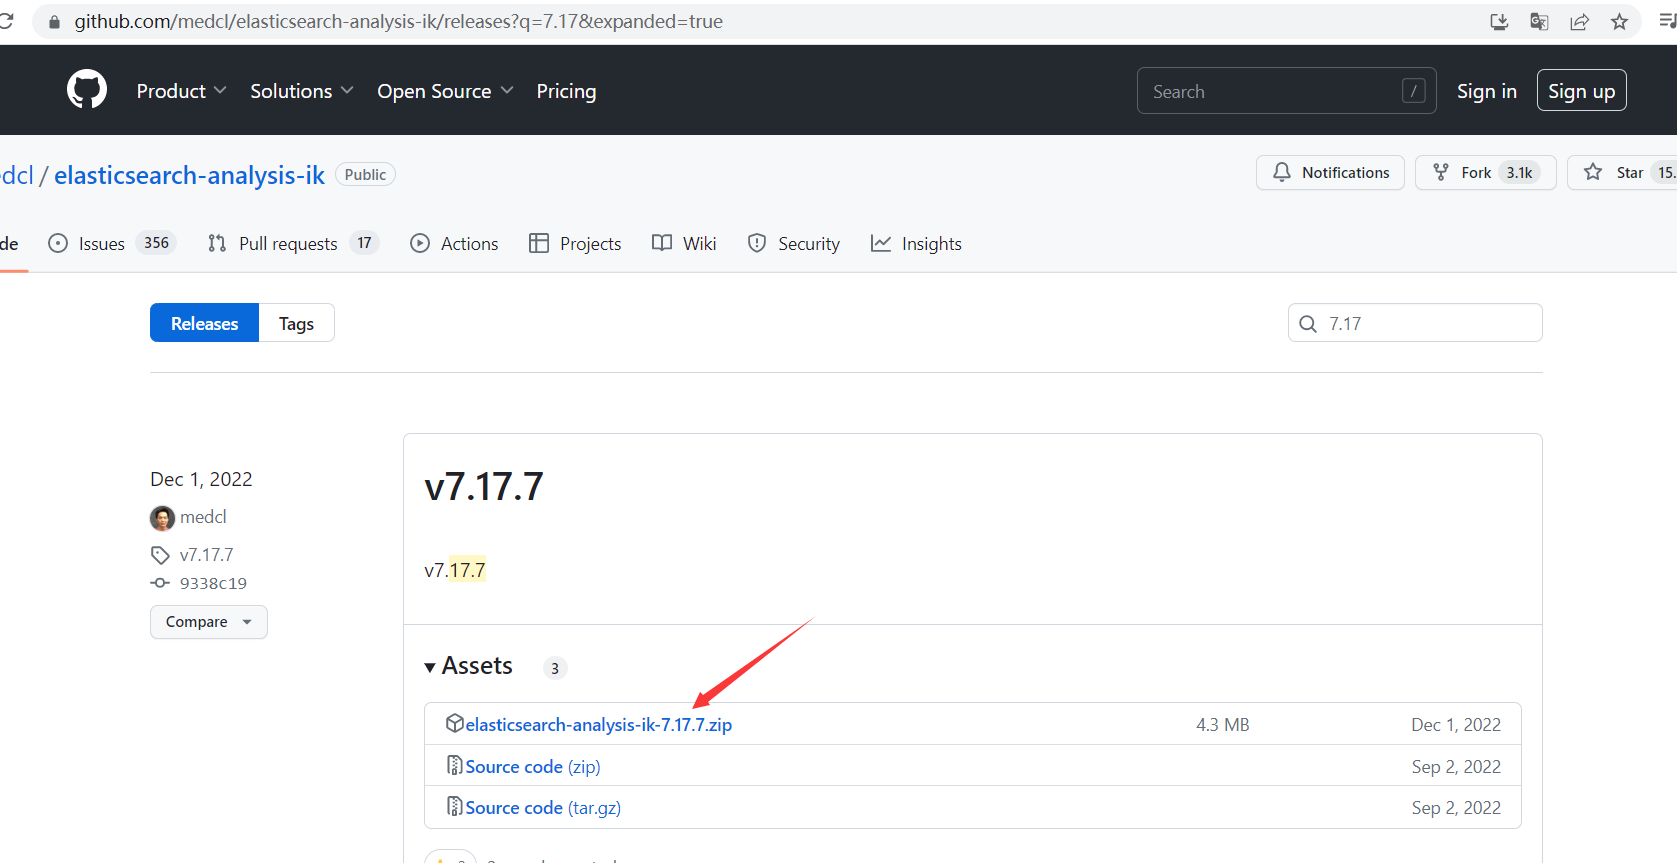 github.com/medcl/elasticsearch-analysis-ik/releases?q=7.17&expanded=true
Product Solutions Open Source Pricing Search / Sign in Sign up
edcl / elasticsearch-analysis-ik Public Notifications Fork 3.1k Star 15.
de Issues 356 Pull requests 17 Actions Projects Wiki Security Insights
Releases Tags 7.17
Dec 1, 2022
medcl
v7.17.7
9338c19
Compare
v7.17.7
v7.17.7
Assets 3
elasticsearch-analysis-ik-7.17.7.zip 4.3 MB Dec 1, 2022
Source code (zip) Sep 2, 2022
Source code (tar.gz) Sep 2, 2022